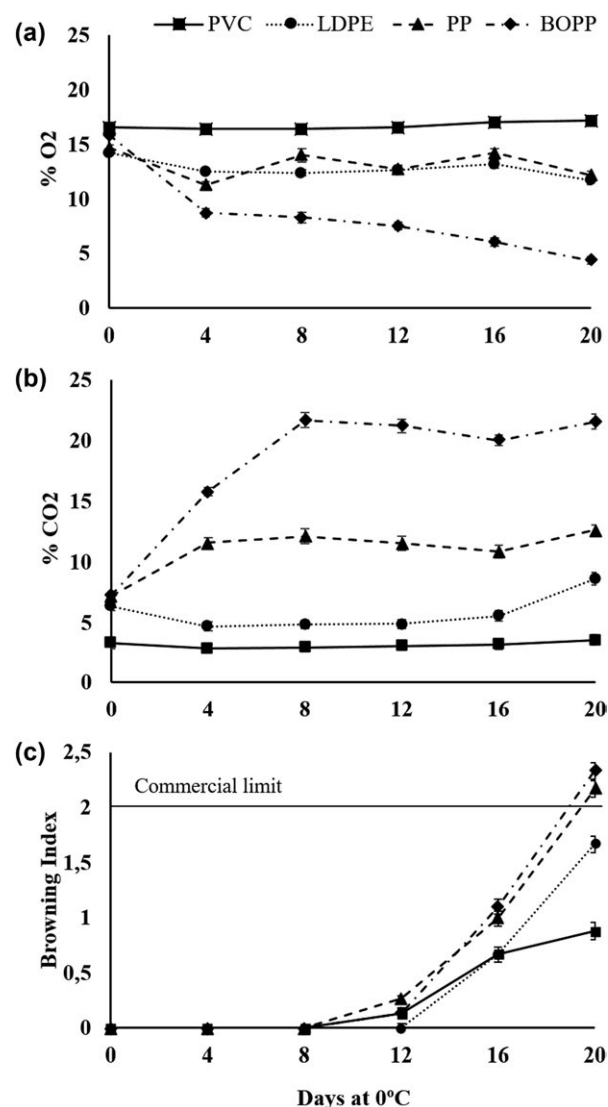 (a) PVC LDPE PP BOPP
25
20
15
10
5
0
% O2
0 4 8 12 16 20
(b)
25
20
15
10
5
0
% CO2
0 4 8 12 16 20
(c)
2,5
2
1,5
1
0,5
0
Commercial limit
Browning Index
0 4 8 12 16 20
Days at 0ºC